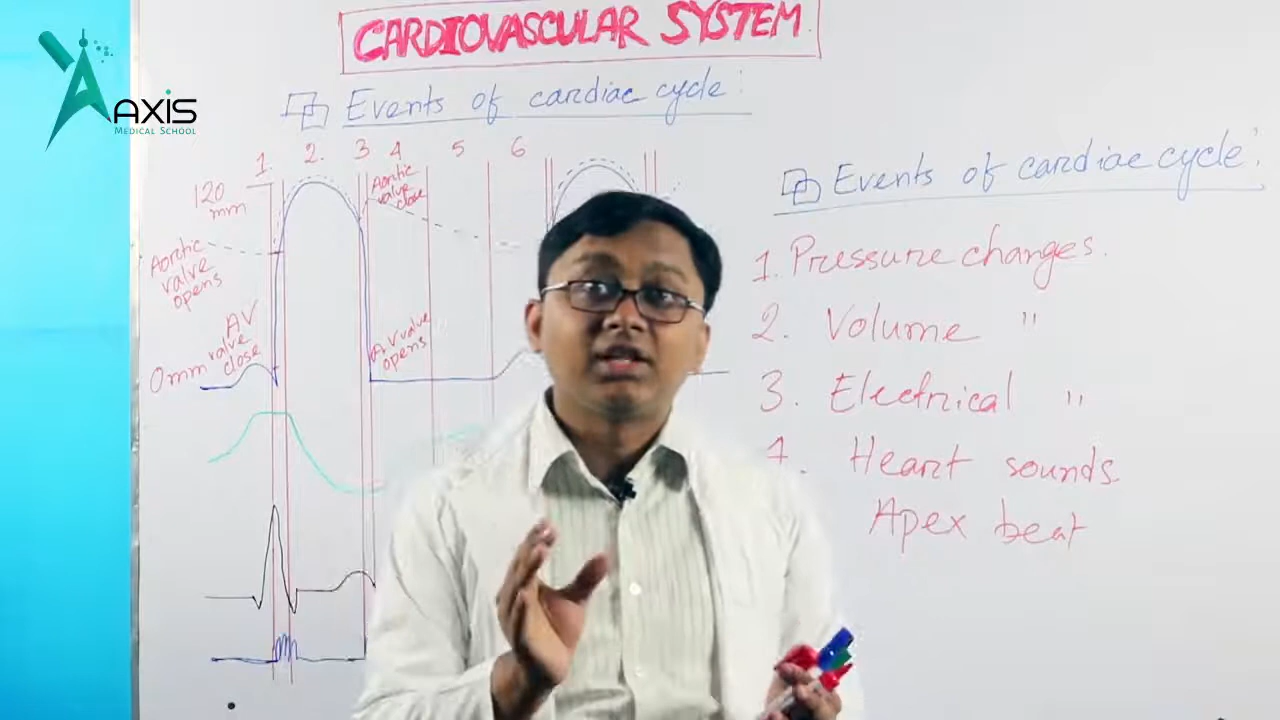 CARDIOVASCULAR SYSTEM
AXIS
MEDICAL SCHOOL
Events of cardiac cycle:
1. 2. 3 4 5 6
120 mm
Aortic valve close
Aortic valve opens
AV valve close
0mm
AV valve opens
Events of cardiac cycle:
1. Pressure changes.
2. Volume "
3. Electrical "
Heart sounds
Apex beat